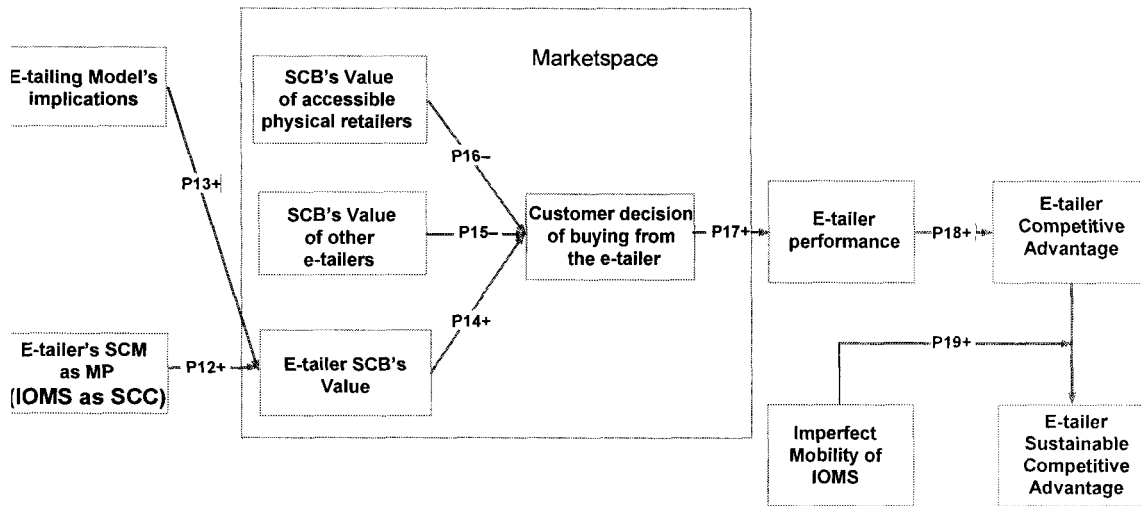 Marketspace
E-tailing Model's
implications
SCB's Value
of accessible
physical retailers
P16–
P13+
SCB's Value
of other
e-tailers
P15–
Customer decision
of buying from
the e-tailer
P17+
E-tailer
performance
P18+
E-tailer
Competitive
Advantage
P14+
E-tailer's SCM
as MP
(IOMS as SCC)
P12+
E-tailer SCB's
Value
P19+
Imperfect
Mobility of
IOMS
E-tailer
Sustainable
Competitive
Advantage